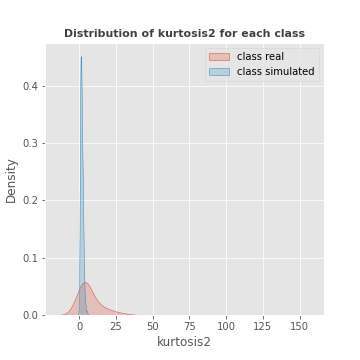 Distribution of kurtosis2 for each class
class real
class simulated
0.4
0.3
0.2
0.1
0.0
Density
0
25
50
75
100
125
150
kurtosis2